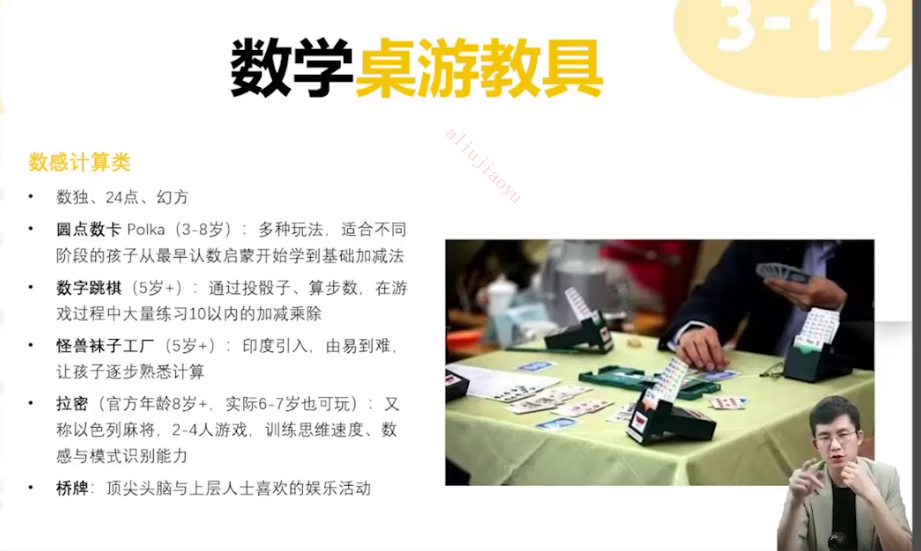 3-12
数学桌游教具
aliujiaoyu
数感计算类
• 数独、24点、幻方
• 圆点数卡 Polka（3-8岁）：多种玩法，适合不同
阶段的孩子从最早认数启蒙开始学到基础加减法
• 数字跳棋（5岁+）：通过投骰子、算步数，在游
戏过程中大量练习10以内的加减乘除
• 怪兽袜子工厂（5岁+）：印度引入，由易到难，
让孩子逐步熟悉计算
• 拉密（官方年龄8岁+，实际6-7岁也可玩）：又
称以色列麻将，2-4人游戏，训练思维速度、数
感与模式识别能力
• 桥牌：顶尖头脑与上层人士喜欢的娱乐活动